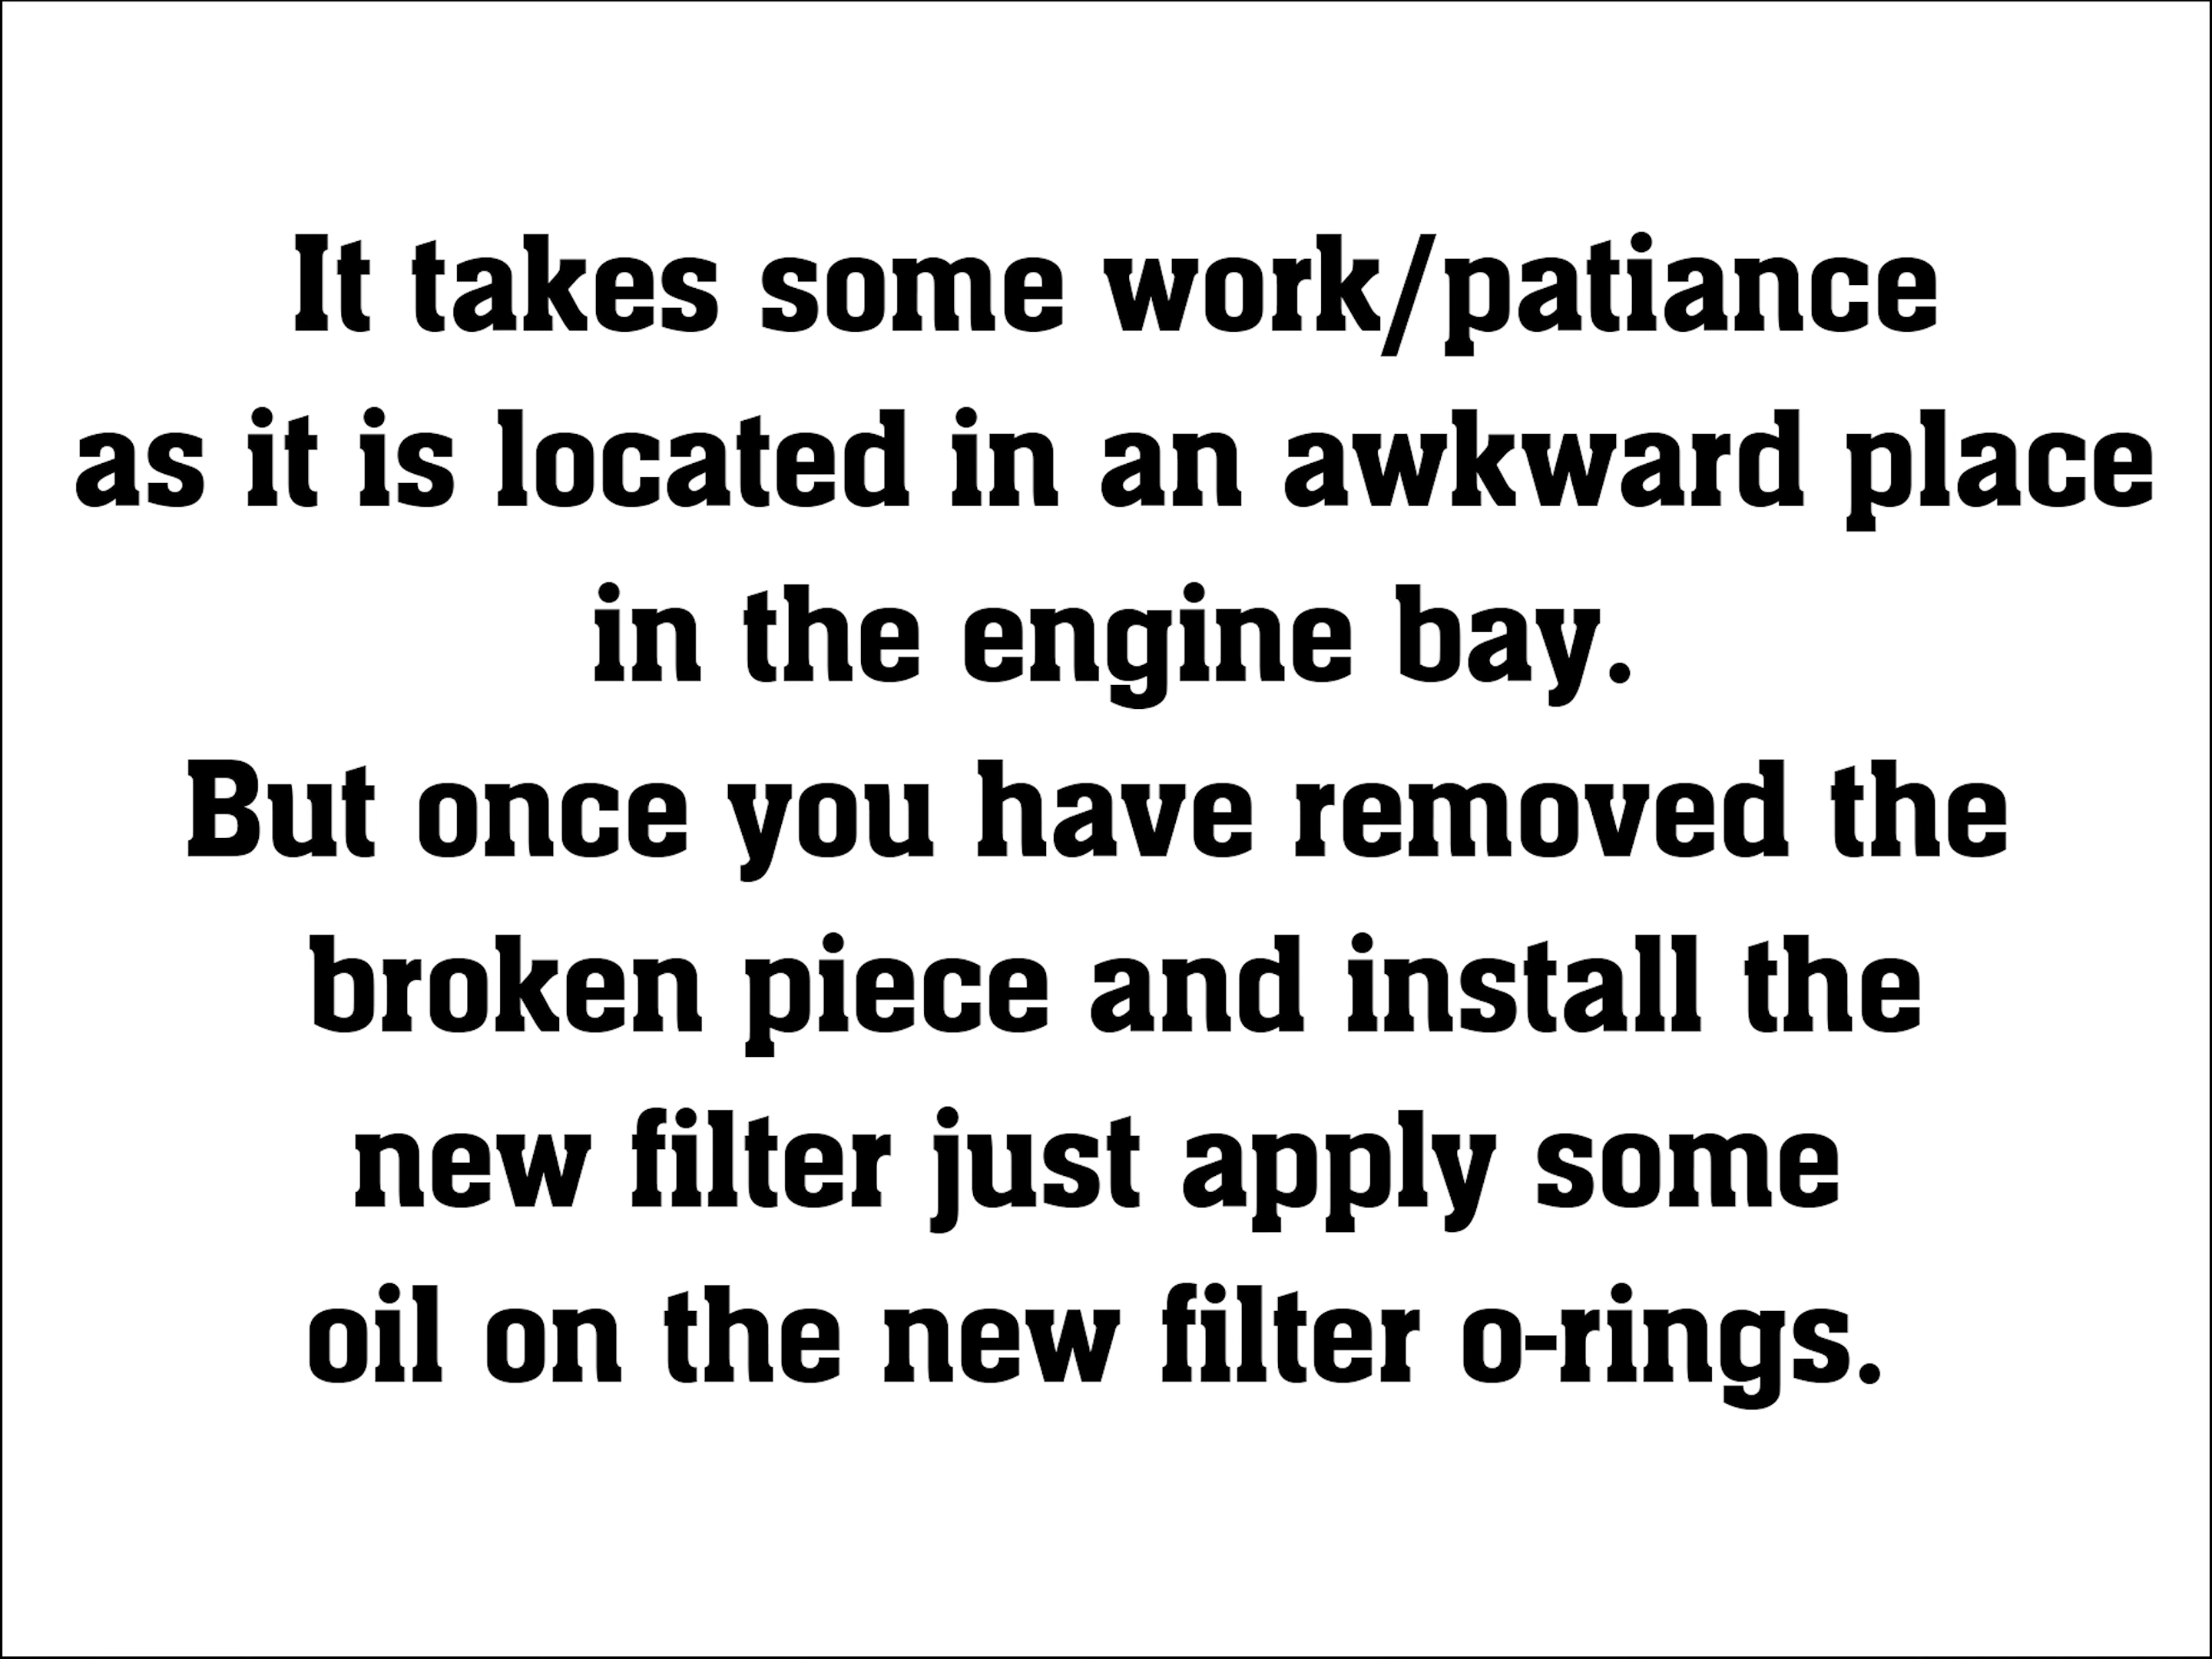 It takes some work/patiance
as it is located in an awkward place
in the engine bay.
But once you have removed the
broken piece and install the
new filter just apply some
oil on the new filter o-rings.